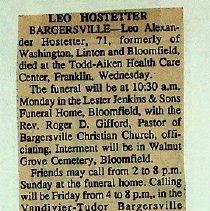 LEO HOSTETTER
BARGERSVILLE—Leo Alexan-
der Hostetter, 71, formerly of
Washington, Linton and Bloomfield,
died at the Todd-Aiken Health Care
Center, Franklin, Wednesday.
The funeral will be at 10:30 a.m.
Monday in the Lester Jenkins & Sons
Funeral Home, Bloomfield, with the
Rev. Roger D. Gifford, Pastor of
Bargersville Christian Church, offi-
ciating. Interment will be in Walnut
Grove Cemetery, Bloomfield.
Friends may call from 2 to 8 p.m.
Sunday at the funeral home. Calling
will be Friday from 4 to 8 p.m., in the
Vandivier-Tudor Bargersville